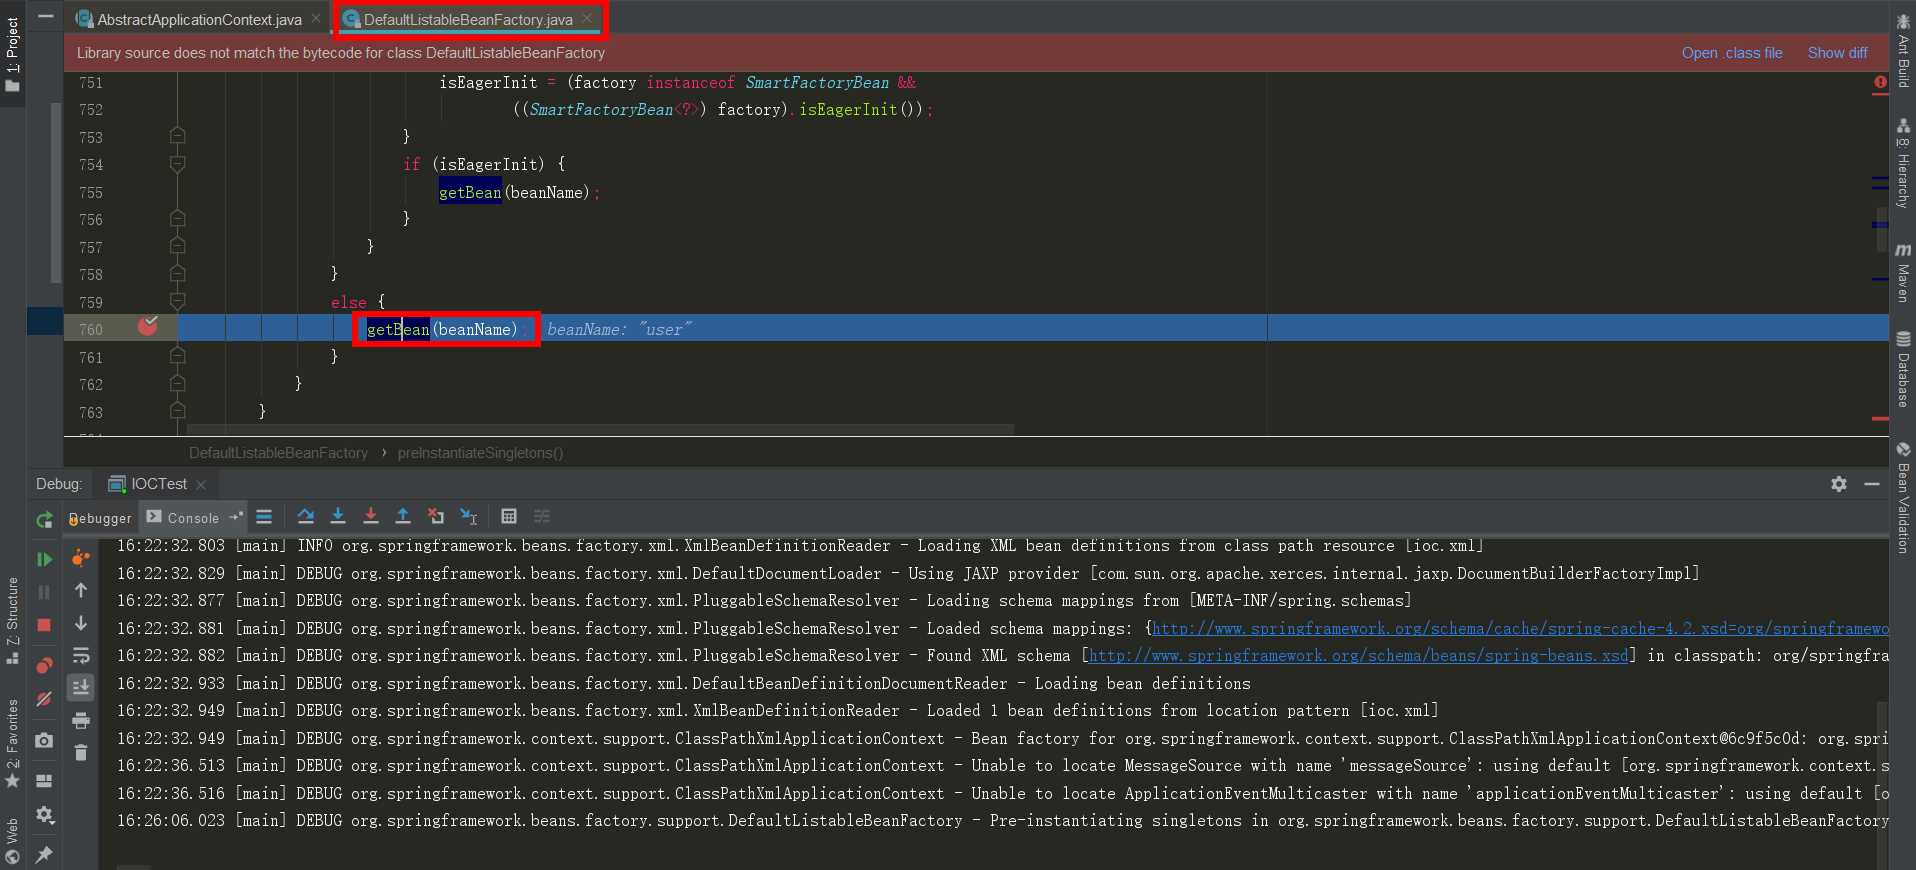 1: Project
AbstractApplicationContext.java
DefaultListableBeanFactory.java
Library source does not match the bytecode for class DefaultListableBeanFactory
Open .class file
Show diff
751 isEagerInit = (factory instanceof SmartFactoryBean &&
752 ((SmartFactoryBean<?>) factory).isEagerInit());
753 }
754 if (isEagerInit) {
755 getBean(beanName);
756 }
757 }
758 }
759 else {
760 getBean(beanName); beanName: "user"
761 }
762 }
763 }
DefaultListableBeanFactory › preInstantiateSingletons()
Debug: IOCTest
Debugger
Console
16:22:32.803 [main] INFO org.springframework.beans.factory.xml.XmlBeanDefinitionReader - Loading XML bean definitions from class path resource [ioc.xml]
16:22:32.829 [main] DEBUG org.springframework.beans.factory.xml.DefaultDocumentLoader - Using JAXP provider [com.sun.org.apache.xerces.internal.jaxp.DocumentBuilderFactoryImpl]
16:22:32.877 [main] DEBUG org.springframework.beans.factory.xml.PluggableSchemaResolver - Loading schema mappings from [META-INF/spring.schemas]
16:22:32.881 [main] DEBUG org.springframework.beans.factory.xml.PluggableSchemaResolver - Loaded schema mappings: {http://www.springframework.org/schema/cache/spring-cache-4.2.xsd=org/springframewo
16:22:32.882 [main] DEBUG org.springframework.beans.factory.xml.PluggableSchemaResolver - Found XML schema [http://www.springframework.org/schema/beans/spring-beans.xsd] in classpath: org/springfra
16:22:32.933 [main] DEBUG org.springframework.beans.factory.xml.DefaultBeanDefinitionDocumentReader - Loading bean definitions
16:22:32.949 [main] DEBUG org.springframework.beans.factory.xml.XmlBeanDefinitionReader - Loaded 1 bean definitions from location pattern [ioc.xml]
16:22:32.949 [main] DEBUG org.springframework.context.support.ClassPathXmlApplicationContext - Bean factory for org.springframework.context.support.ClassPathXmlApplicationContext@6c9f5c0d: org.spri
16:22:36.513 [main] DEBUG org.springframework.context.support.ClassPathXmlApplicationContext - Unable to locate MessageSource with name 'messageSource': using default [org.springframework.context.s
16:22:36.516 [main] DEBUG org.springframework.context.support.ClassPathXmlApplicationContext - Unable to locate ApplicationEventMulticaster with name 'applicationEventMulticaster': using default [o
16:26:06.023 [main] DEBUG org.springframework.beans.factory.support.DefaultListableBeanFactory - Pre-instantiating singletons in org.springframework.beans.factory.support.DefaultListableBeanFactory
Z: Structure
2: Favorites
Web
Ant Build
8: Hierarchy
Maven
Database
Bean Validation